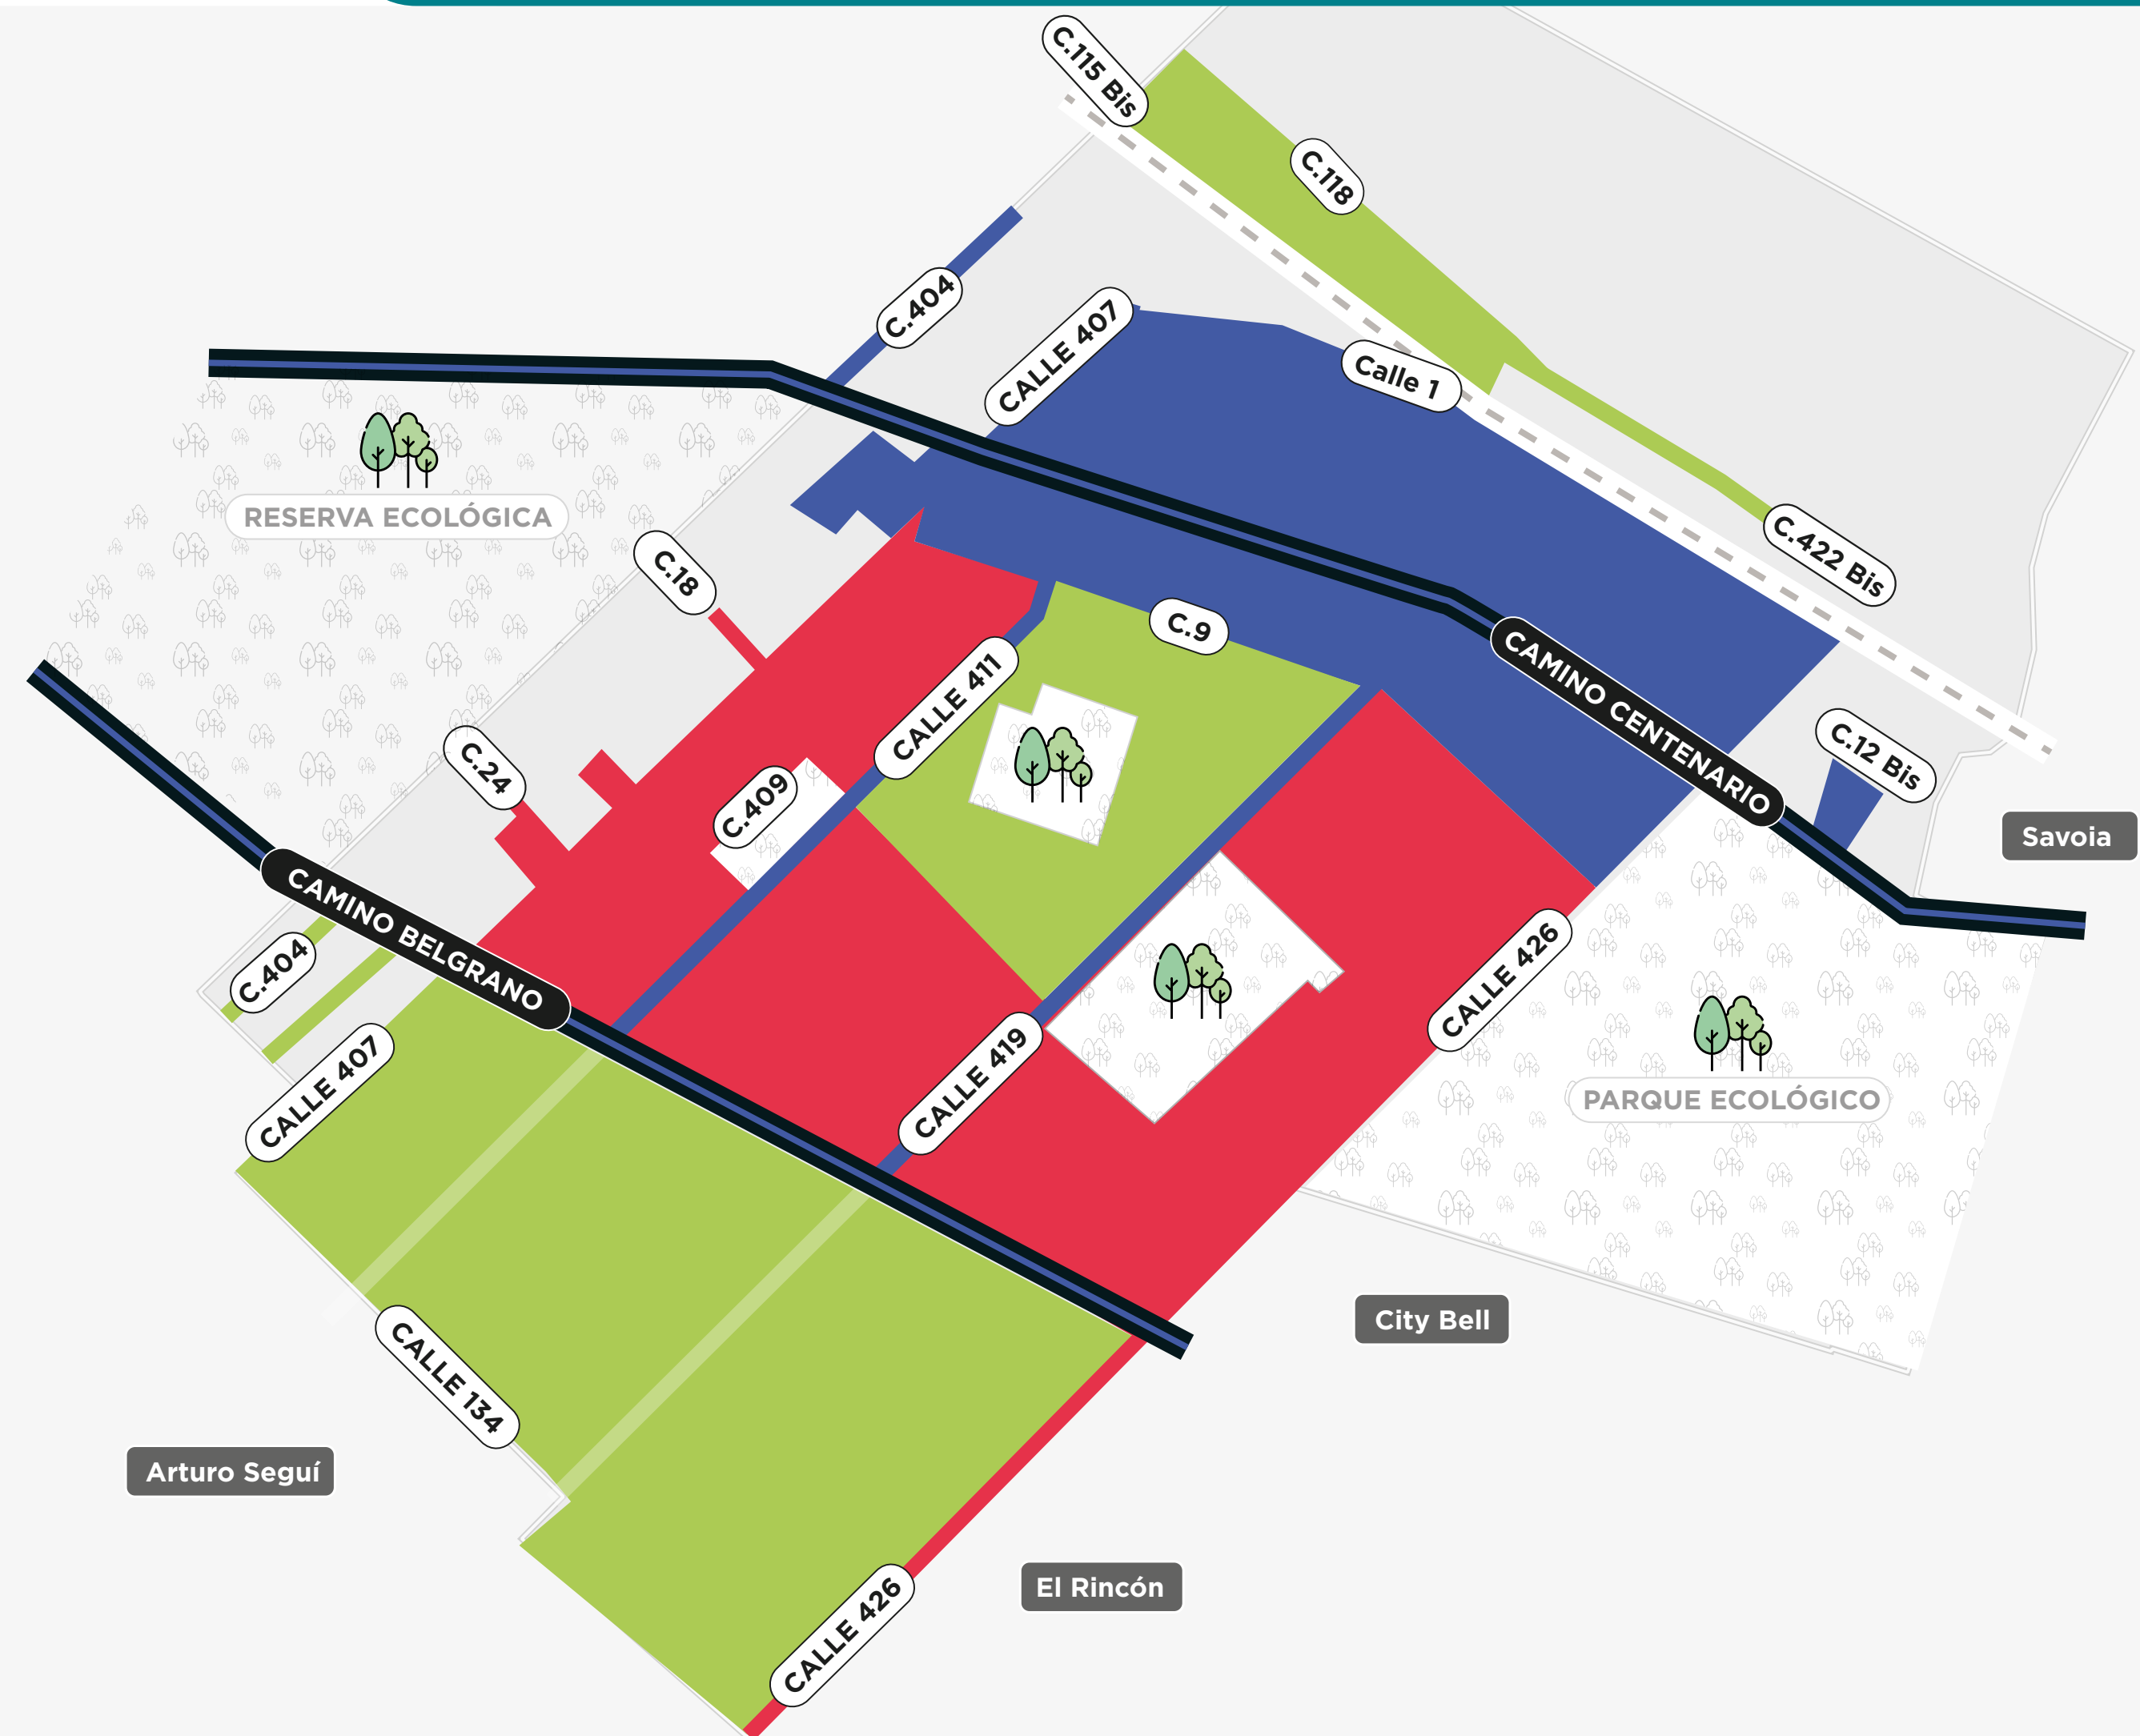 C.115 Bis
C.118
C.404
CALLE 407
Calle 1
RESERVA ECOLÓGICA
C.422 Bis
C.18
C.9
CALLE 411
CAMINO CENTENARIO
C.24
C.12 Bis
C.409
Savoia
CAMINO BELGRANO
C.404
CALLE 426
CALLE 407
CALLE 419
PARQUE ECOLÓGICO
City Bell
CALLE 134
Arturo Seguí
El Rincón
CALLE 426